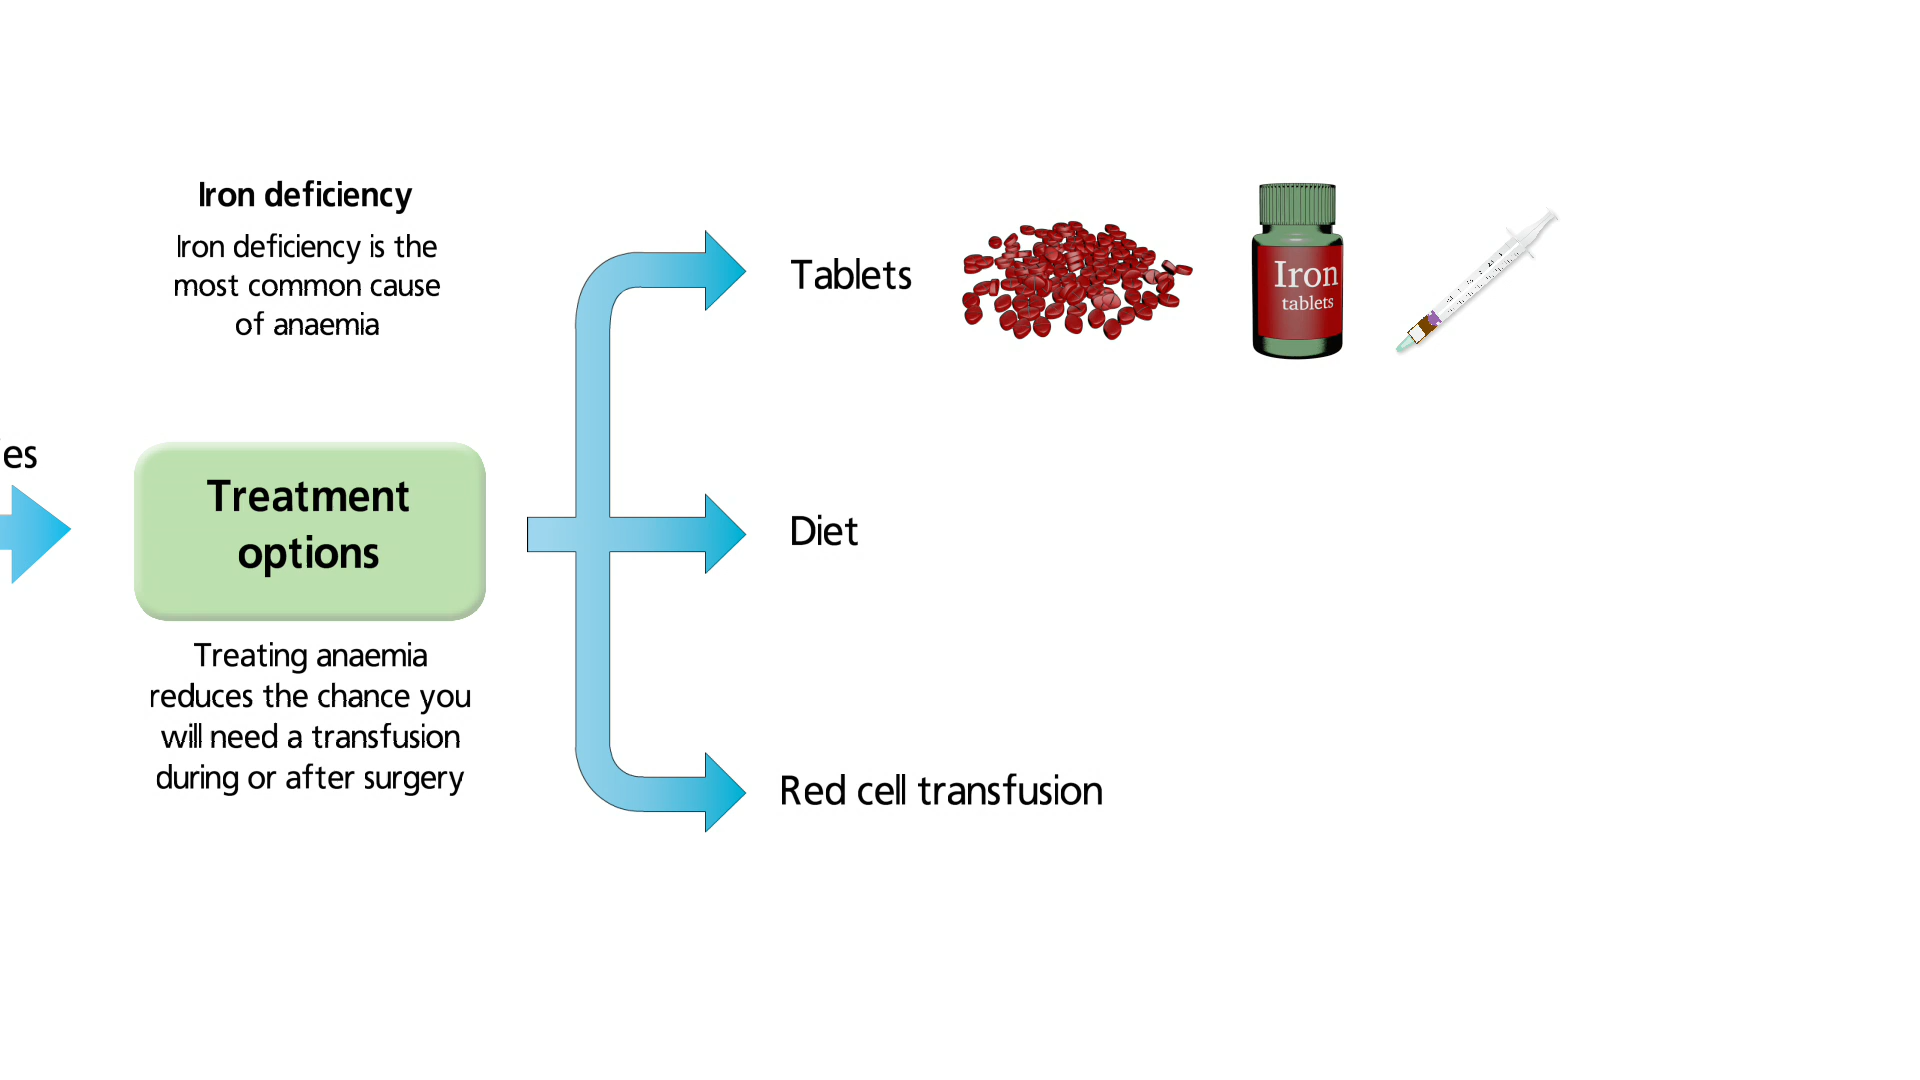 Iron deficiency
Iron deficiency is the
most common cause
of anaemia
es
Treatment
options
Treating anaemia
reduces the chance you
will need a transfusion
during or after surgery
Tablets
Iron
tablets
Diet
Red cell transfusion